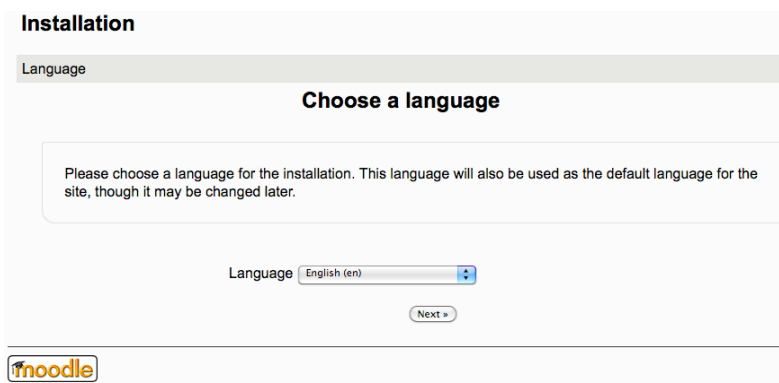 Installation
Language
Choose a language
Please choose a language for the installation. This language will also be used as the default language for the
site, though it may be changed later.
Language English (en)
Next »
moodle